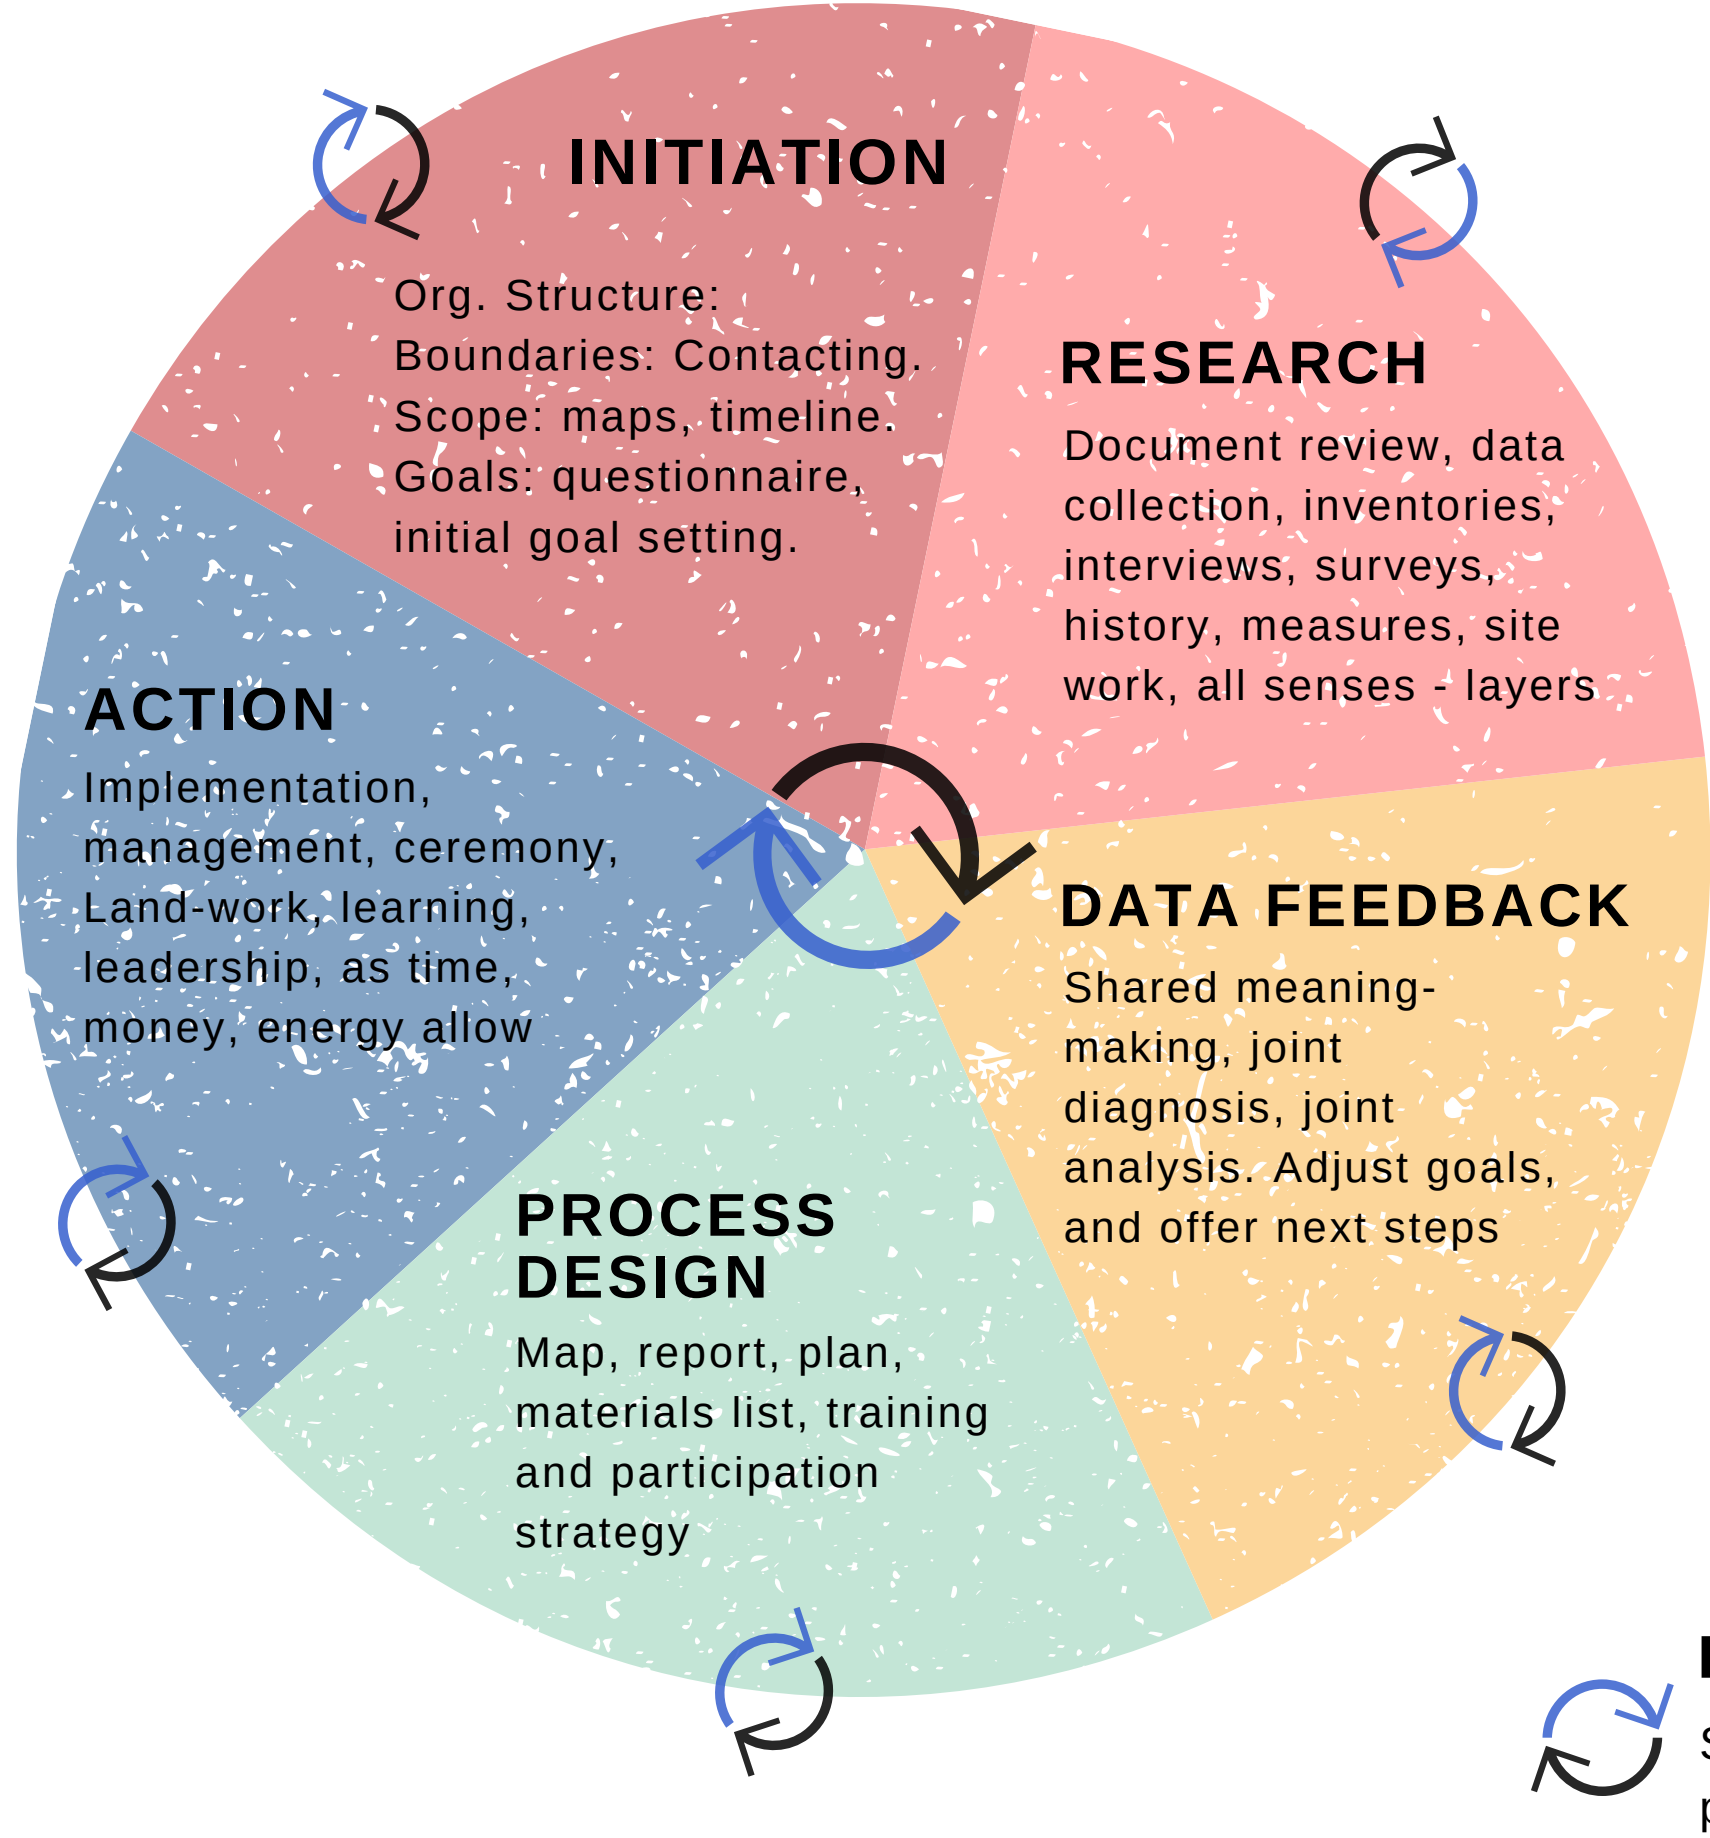 INITIATION
Org. Structure:
Boundaries: Contacting.
Scope: maps, timeline.
Goals: questionnaire,
initial goal setting.
RESEARCH
Document review, data
collection, inventories,
interviews, surveys,
history, measures, site
work, all senses - layers
DATA FEEDBACK
Shared meaning-
making, joint
diagnosis, joint
analysis. Adjust goals,
and offer next steps
PROCESS
DESIGN
Map, report, plan,
materials list, training
and participation
strategy
ACTION
Implementation,
management, ceremony,
Land-work, learning,
leadership, as time,
money, energy allow